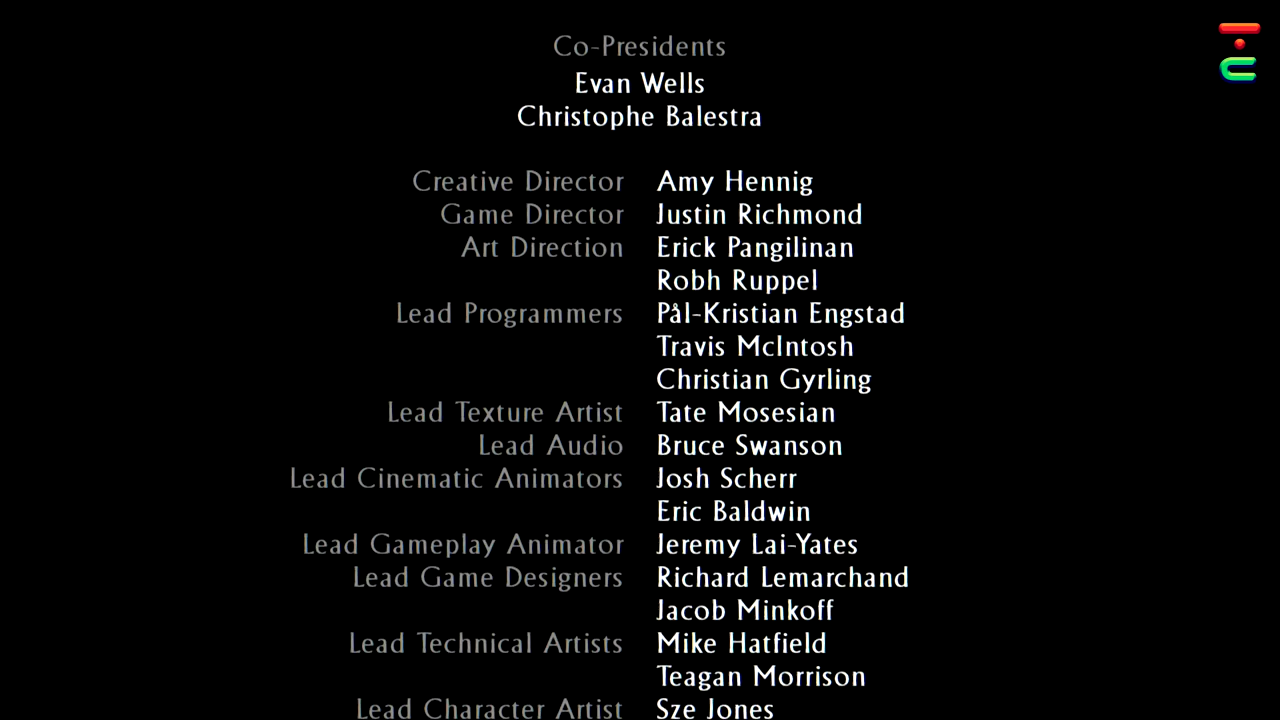 Co-Presidents
Evan Wells
Christophe Balestra
Creative Director Amy Hennig
Game Director Justin Richmond
Art Direction Erick Pangilinan
Robh Ruppel
Lead Programmers Pål-Kristian Engstad
Travis McIntosh
Christian Gyrling
Lead Texture Artist Tate Mosesian
Lead Audio Bruce Swanson
Lead Cinematic Animators Josh Scherr
Eric Baldwin
Lead Gameplay Animator Jeremy Lai-Yates
Lead Game Designers Richard Lemarchand
Jacob Minkoff
Lead Technical Artists Mike Hatfield
Teagan Morrison
Lead Character Artist Sze Jones